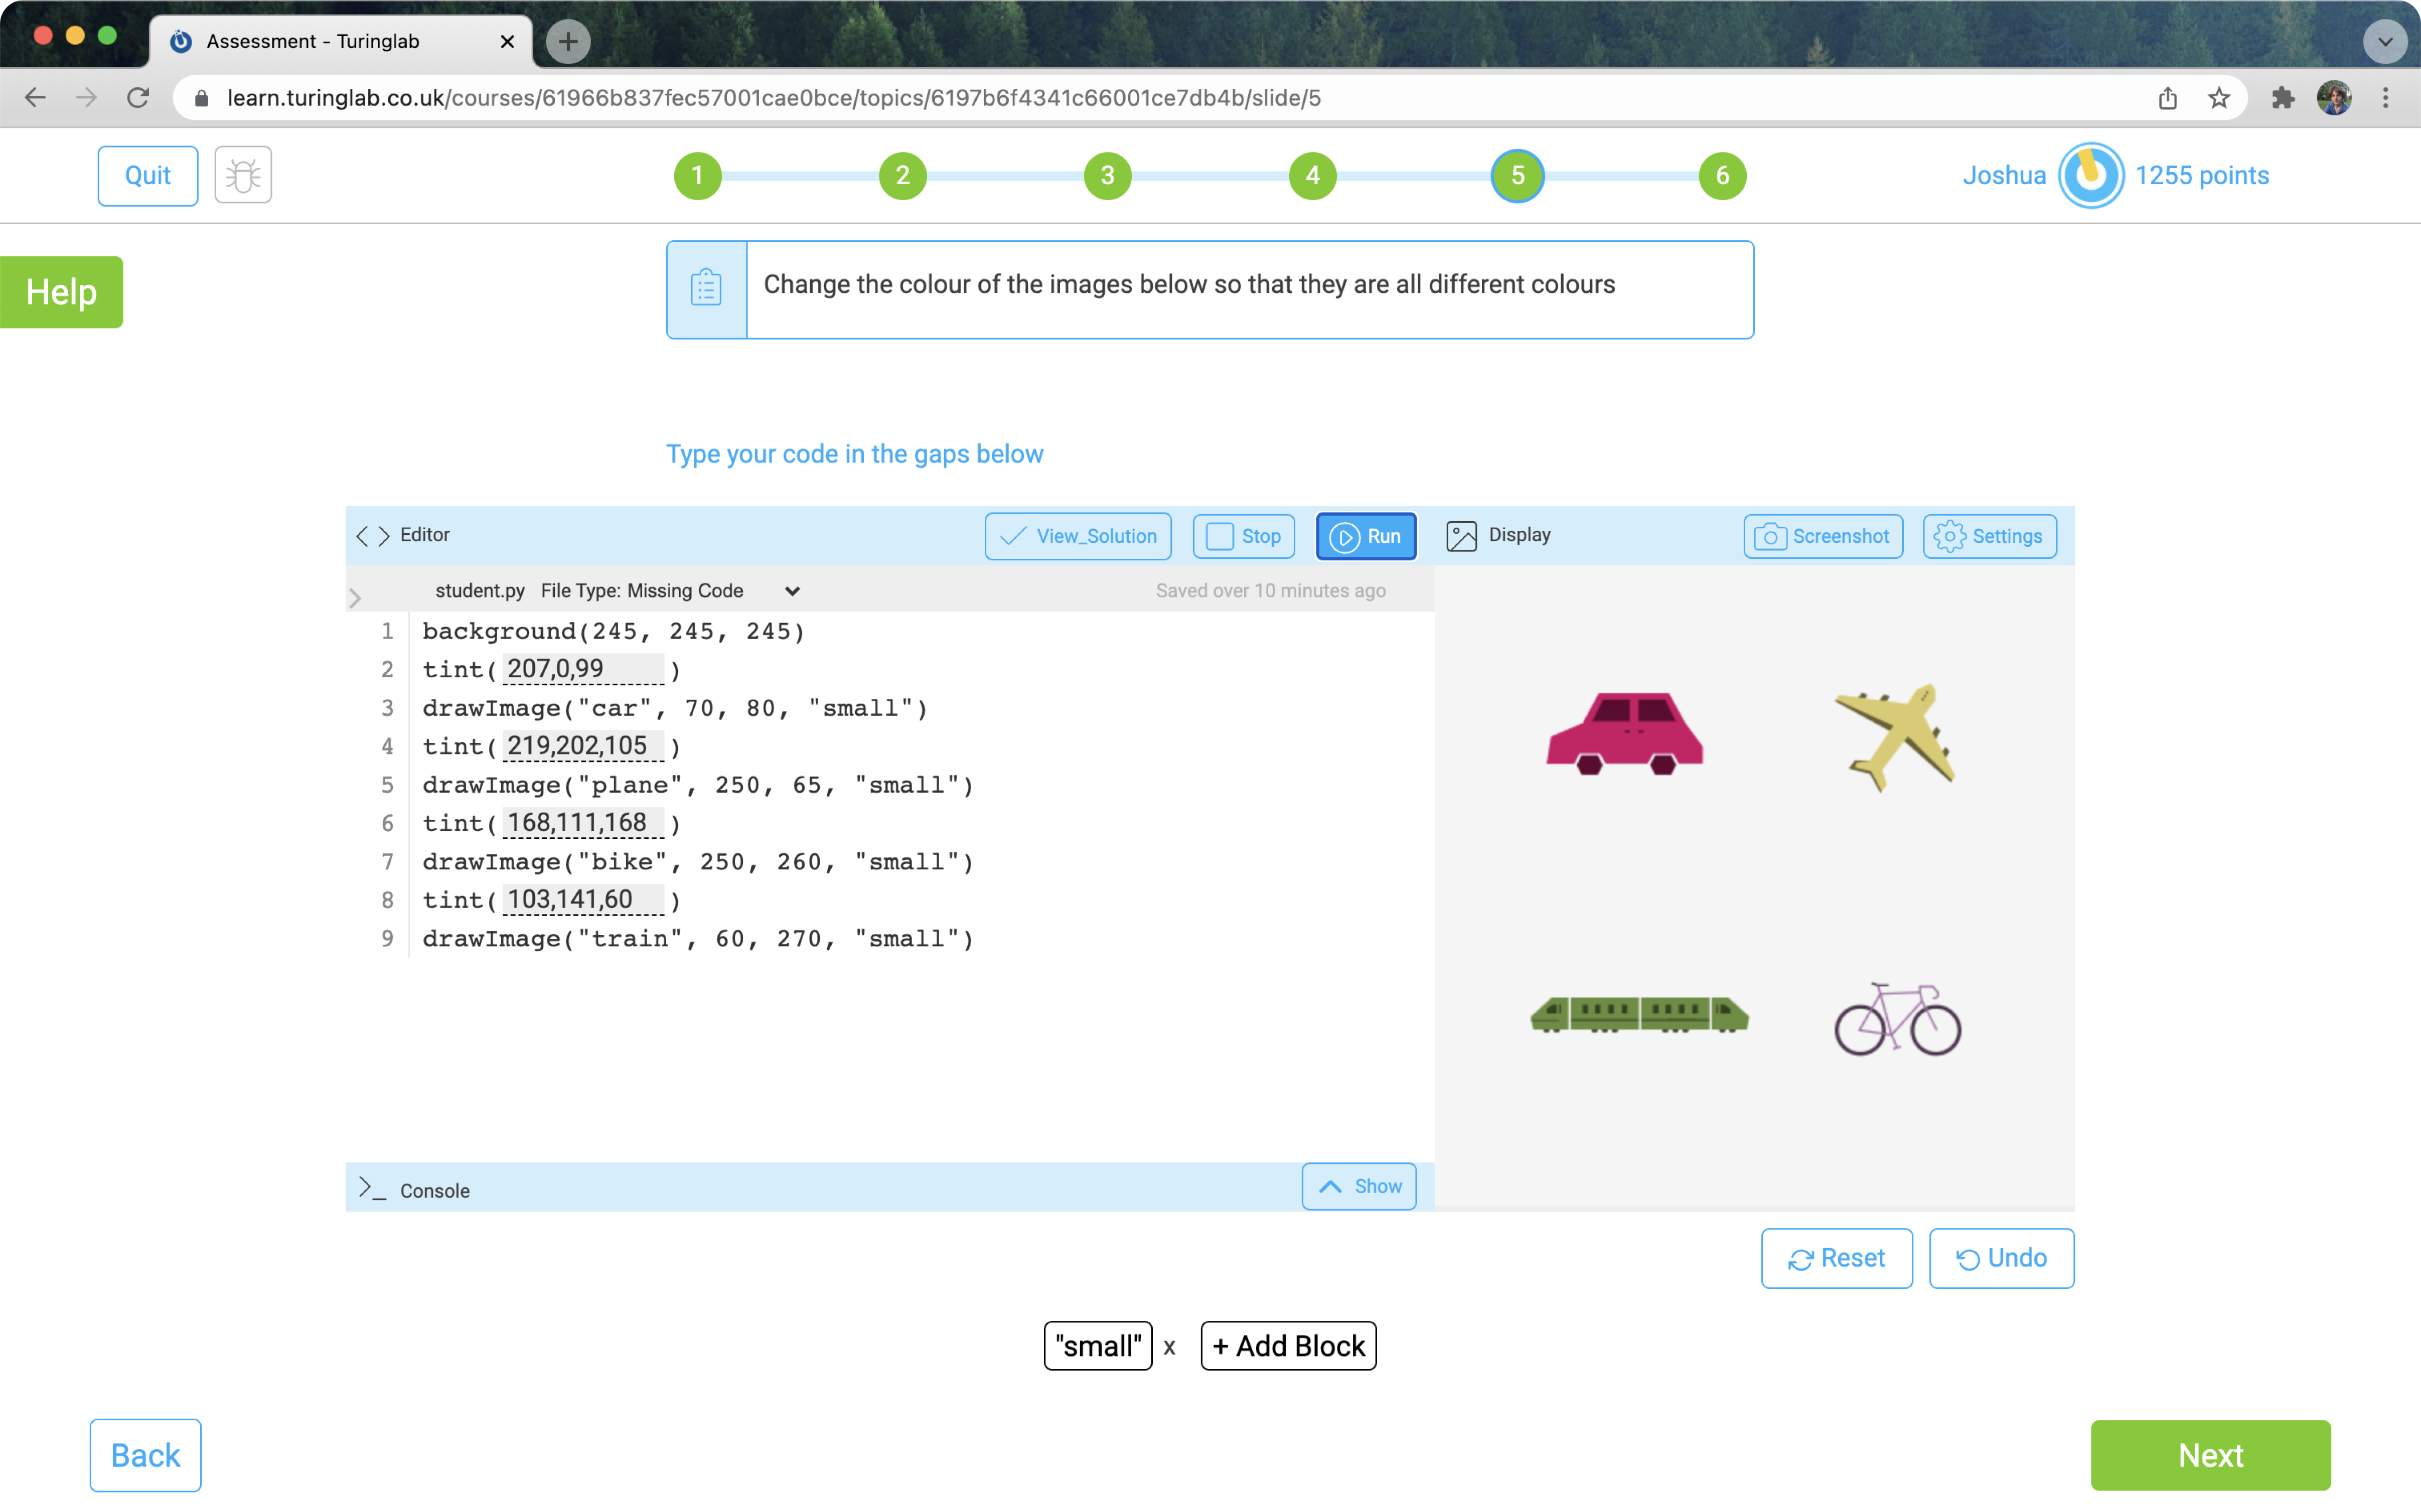 Assessment - Turinglab
learn.turinglab.co.uk/courses/61966b837fec57001cae0bce/topics/6197b6f4341c66001ce7db4b/slide/5
Quit
1 2 3 4 5 6
Joshua 1255 points
Help
Change the colour of the images below so that they are all different colours
Type your code in the gaps below
Editor View_Solution Stop Run Display Screenshot Settings
student.py File Type: Missing Code Saved over 10 minutes ago
1 background(245, 245, 245)
2 tint( 207,0,99 )
3 drawImage("car", 70, 80, "small")
4 tint( 219,202,105 )
5 drawImage("plane", 250, 65, "small")
6 tint( 168,111,168 )
7 drawImage("bike", 250, 260, "small")
8 tint( 103,141,60 )
9 drawImage("train", 60, 270, "small")
Console Show
Reset Undo
"small" x + Add Block
Back Next